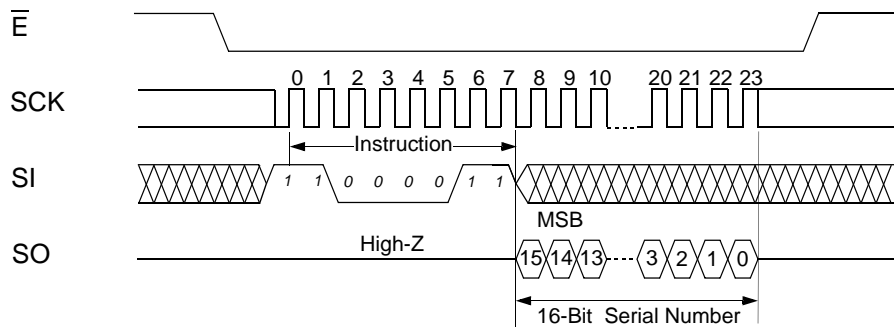 E
SCK 0 1 2 3 4 5 6 7 8 9 10 20 21 22 23
Instruction
SI 1 1 0 0 0 0 1 1
MSB
High-Z
SO 15 14 13 3 2 1 0
16-Bit Serial Number